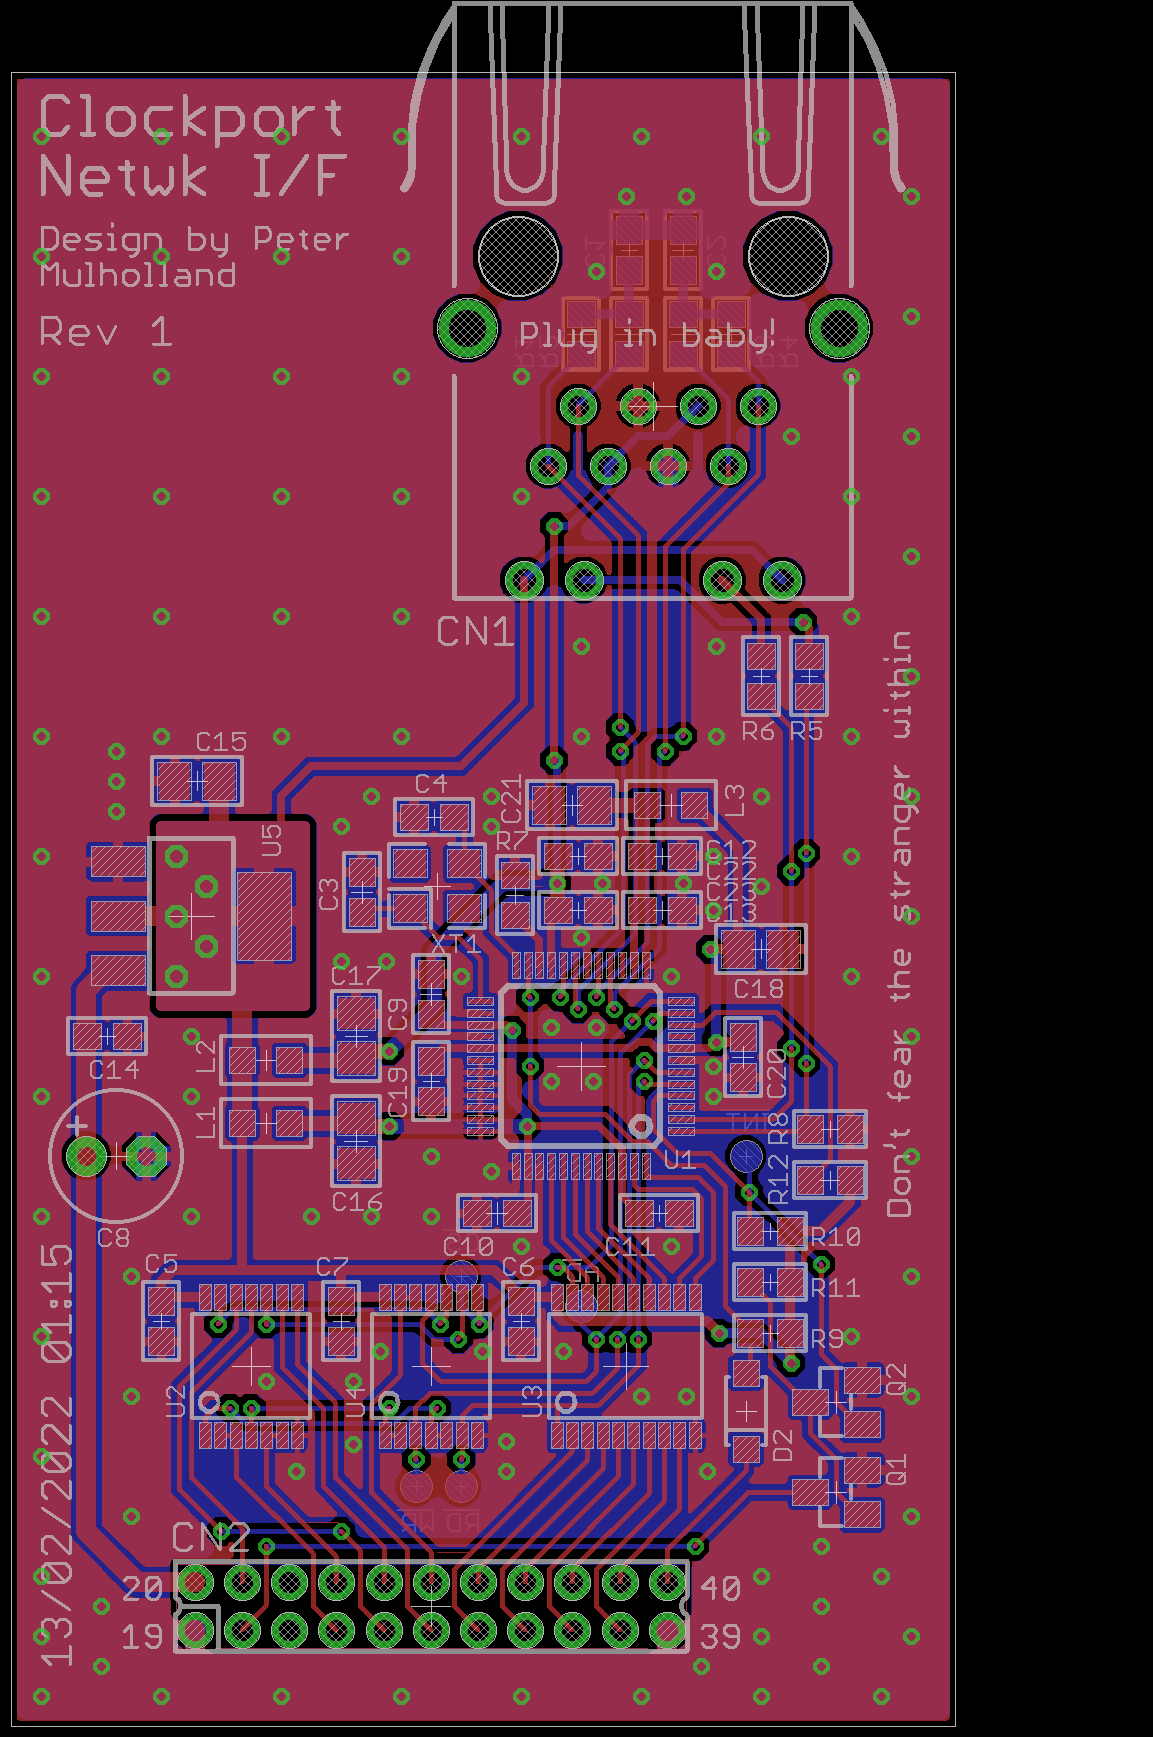 Clockport
Netwk I/F
Design by Peter
Mulholland
Rev 1
Plug in baby!
CN1
R6
R5
C15
C4
C21
L3
U5
R7
C12
C22
C23
C13
C3
XT1
C17
C18
C9
C14
L2
C19
C20
L1
INT
R8
U1
R12
C16
C8
C10
C11
R10
C5
C7
C6
R11
R9
U2
U4
U3
Q2
D2
Q1
WR
RD
CN2
20
40
19
39
13/02/2022 01:15
Don't fear the stranger within